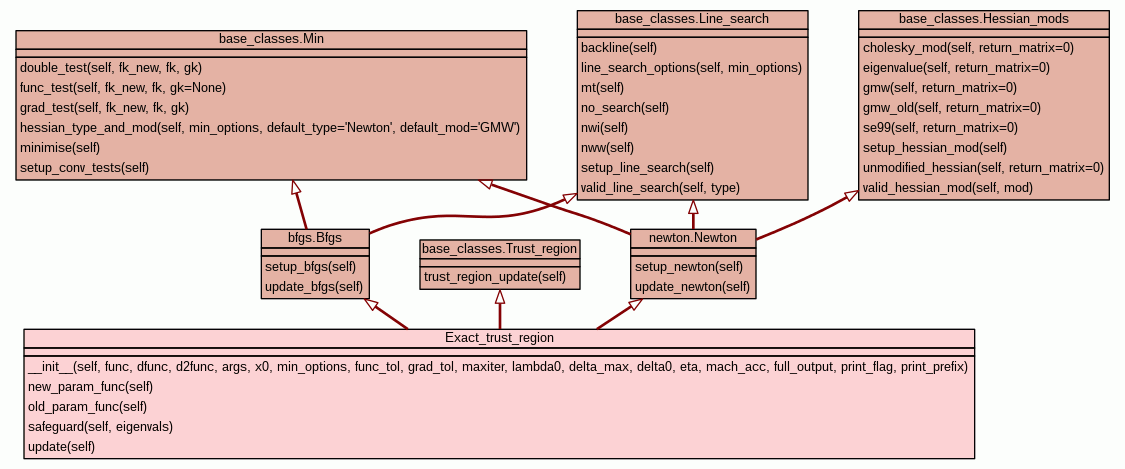 base_classes.Min
double_test(self, fk_new, fk, gk)
func_test(self, fk_new, fk, gk=None)
grad_test(self, fk_new, fk, gk)
hessian_type_and_mod(self, min_options, default_type='Newton', default_mod='GMW')
minimise(self)
setup_conv_tests(self)
base_classes.Line_search
backline(self)
line_search_options(self, min_options)
mt(self)
no_search(self)
nwi(self)
nww(self)
setup_line_search(self)
valid_line_search(self, type)
base_classes.Hessian_mods
cholesky_mod(self, return_matrix=0)
eigenvalue(self, return_matrix=0)
gmw(self, return_matrix=0)
gmw_old(self, return_matrix=0)
se99(self, return_matrix=0)
setup_hessian_mod(self)
unmodified_hessian(self, return_matrix=0)
valid_hessian_mod(self, mod)
bfgs.Bfgs
setup_bfgs(self)
update_bfgs(self)
base_classes.Trust_region
trust_region_update(self)
newton.Newton
setup_newton(self)
update_newton(self)
Exact_trust_region
__init__(self, func, dfunc, d2func, args, x0, min_options, func_tol, grad_tol, maxiter, lambda0, delta_max, delta0, eta, mach_acc, full_output, print_flag, print_prefix)
new_param_func(self)
old_param_func(self)
safeguard(self, eigenvals)
update(self)